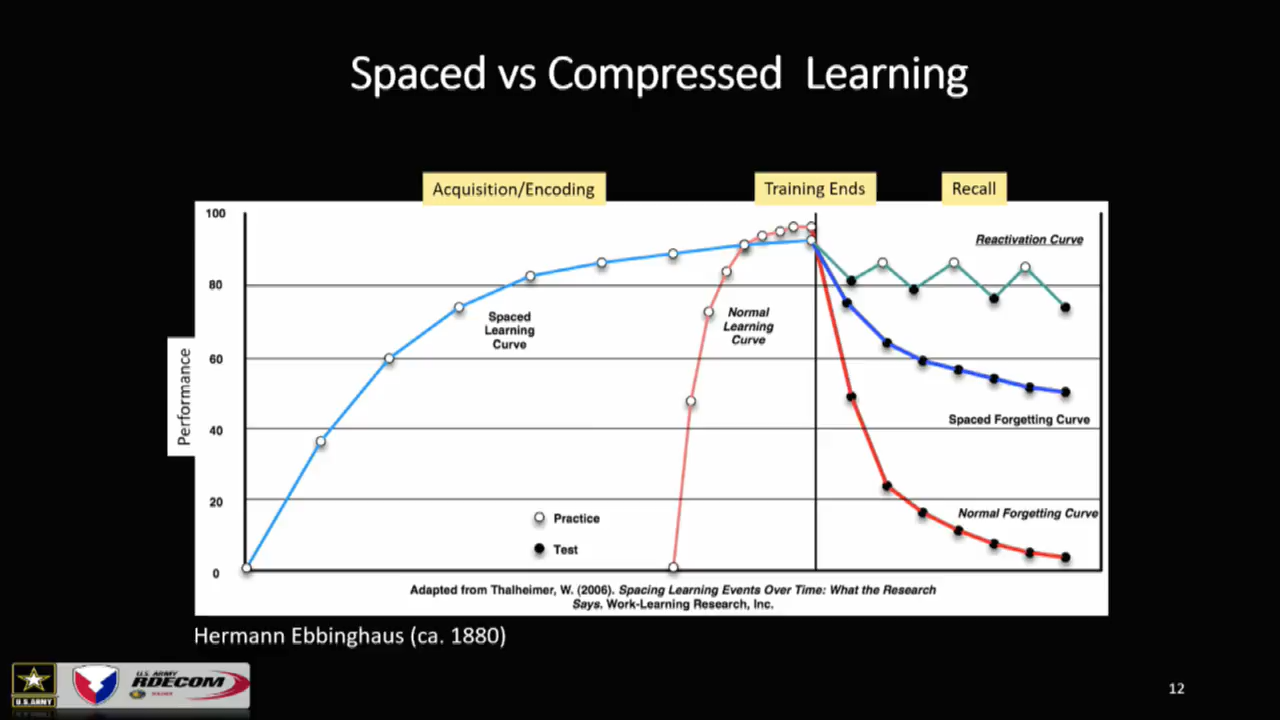 Spaced vs Compressed Learning
Acquisition/Encoding
Training Ends
Recall
100
80
60
40
20
0
Performance
Reactivation Curve
Spaced
Learning
Curve
Normal
Learning
Curve
Spaced Forgetting Curve
Normal Forgetting Curve
Practice
Test
Adapted from Thalheimer, W. (2006). Spacing Learning Events Over Time: What the Research
Says. Work-Learning Research, Inc.
Hermann Ebbinghaus (ca. 1880)
U.S. ARMY
U.S. ARMY
RDECOM
12